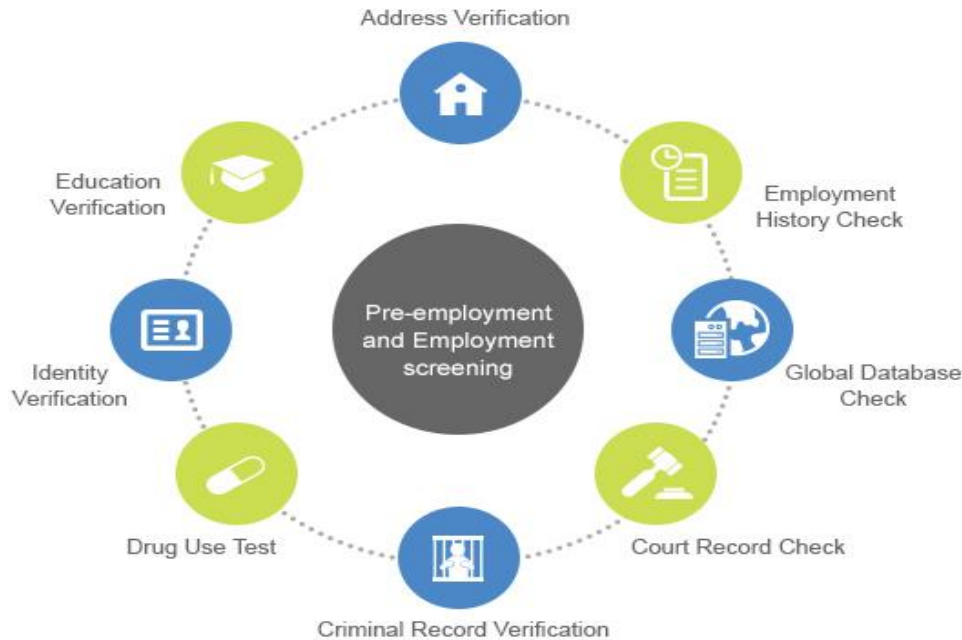 Address Verification
Employment
History Check
Global Database
Check
Court Record Check
Criminal Record Verification
Drug Use Test
Identity
Verification
Education
Verification
Pre-employment
and Employment
screening